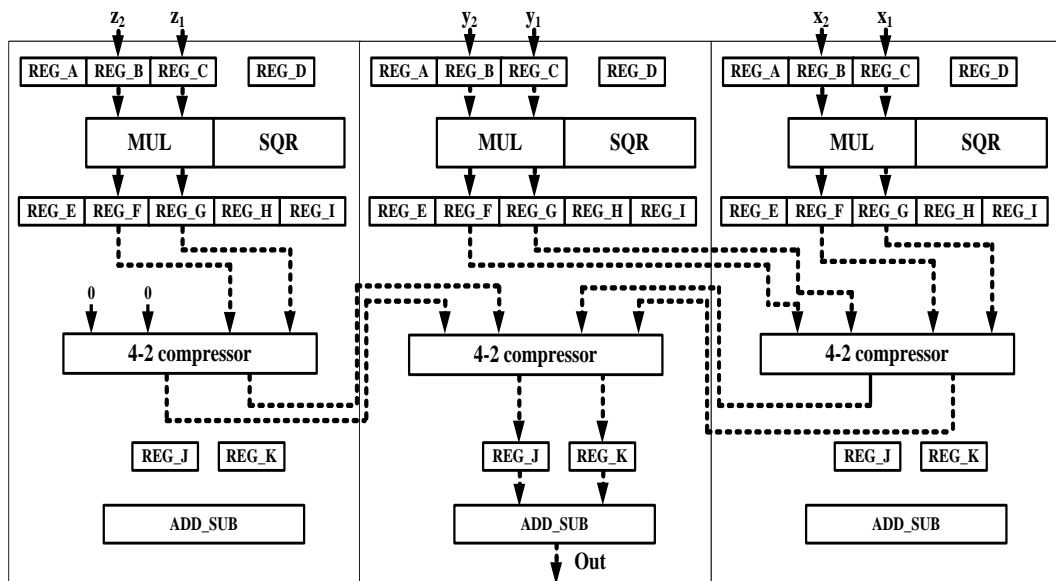 z2 z1 y2 y1 x2 x1
REG_A REG_B REG_C REG_D REG_A REG_B REG_C REG_D REG_A REG_B REG_C REG_D
MUL SQR MUL SQR MUL SQR
REG_E REG_F REG_G REG_H REG_I REG_E REG_F REG_G REG_H REG_I REG_E REG_F REG_G REG_H REG_I
0 0
4-2 compressor 4-2 compressor 4-2 compressor
REG_J REG_K REG_J REG_K REG_J REG_K
ADD_SUB ADD_SUB ADD_SUB
Out